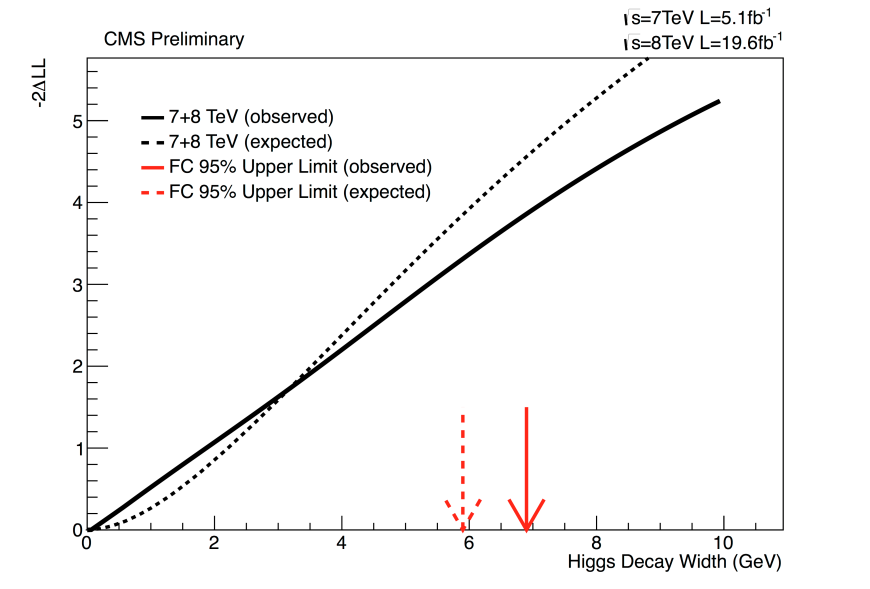 √s=7TeV L=5.1fb⁻¹
CMS Preliminary
√s=8TeV L=19.6fb⁻¹
-2ΔLL
7+8 TeV (observed)
7+8 TeV (expected)
FC 95% Upper Limit (observed)
FC 95% Upper Limit (expected)
5
4
3
2
1
0
0 2 4 6 8 10
Higgs Decay Width (GeV)